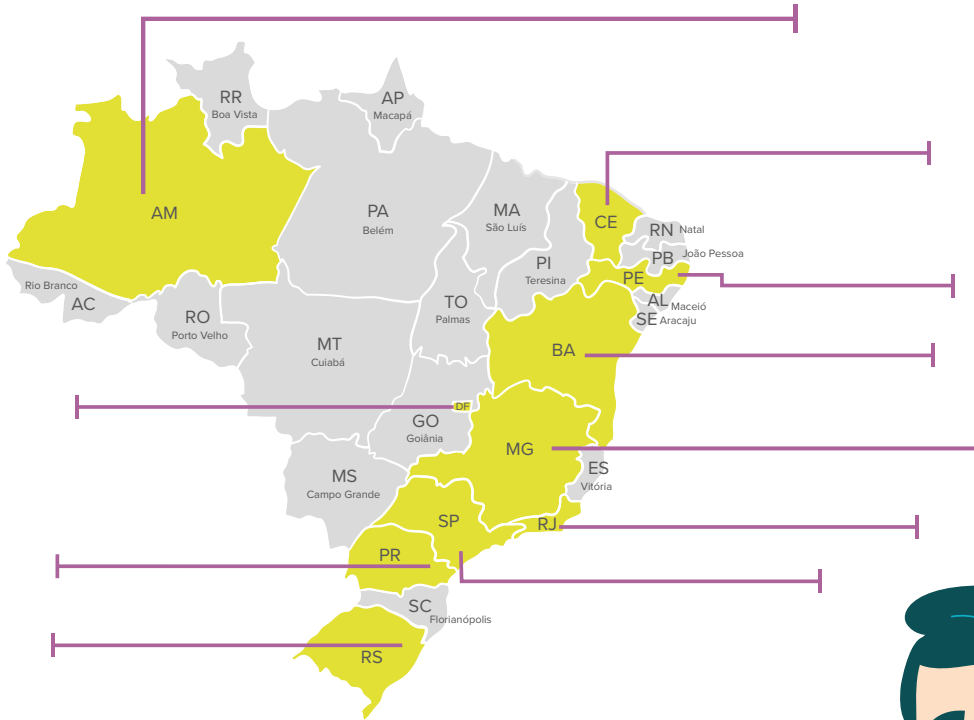 RR
Boa Vista
AP
Macapá
AM
PA
Belém
MA
São Luís
CE
RN Natal
PB João Pessoa
PI
Teresina
PE
Rio Branco
AC
RO
Porto Velho
TO
Palmas
AL Maceió
SE Aracaju
MT
Cuiabá
BA
DF
GO
Goiânia
MG
ES
Vitória
MS
Campo Grande
SP
RJ
PR
SC
Florianópolis
RS